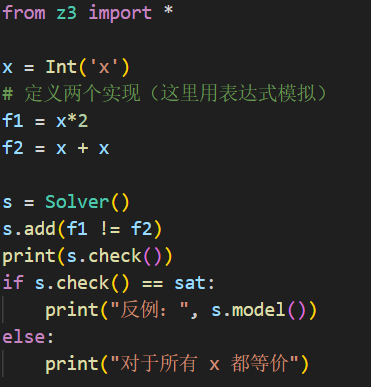 from z3 import *

x = Int('x')
# 定义两个实现（这里用表达式模拟）
f1 = x*2
f2 = x + x

s = Solver()
s.add(f1 != f2)
print(s.check())
if s.check() == sat:
    print("反例：", s.model())
else:
    print("对于所有 x 都等价")